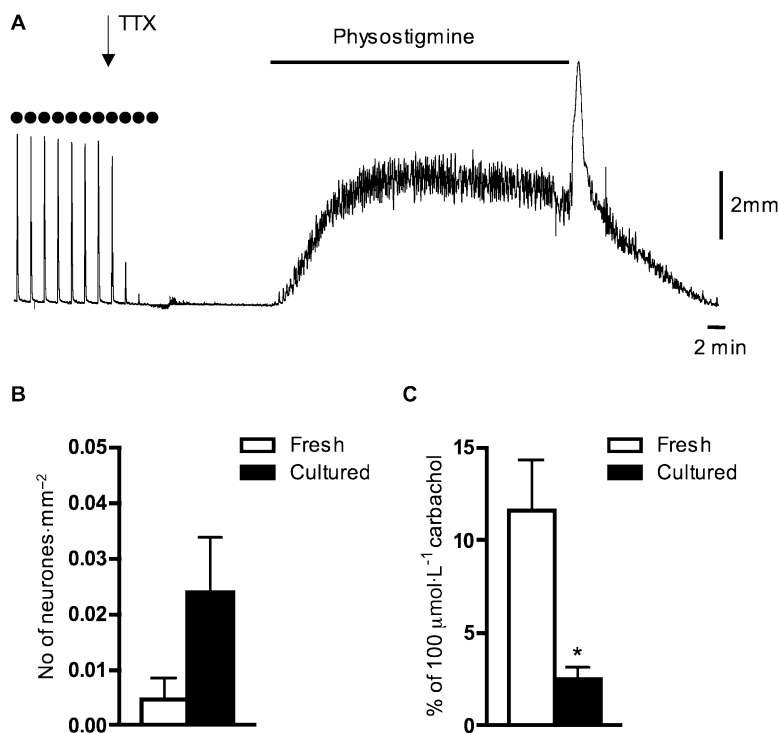 A
TTX
Physostigmine
2mm
2 min
B
Fresh
Cultured
No of neurones·mm⁻²
0.05
0.04
0.03
0.02
0.01
0.00
C
Fresh
Cultured
% of 100 μmol·L⁻¹ carbachol
15
10
5
0
*